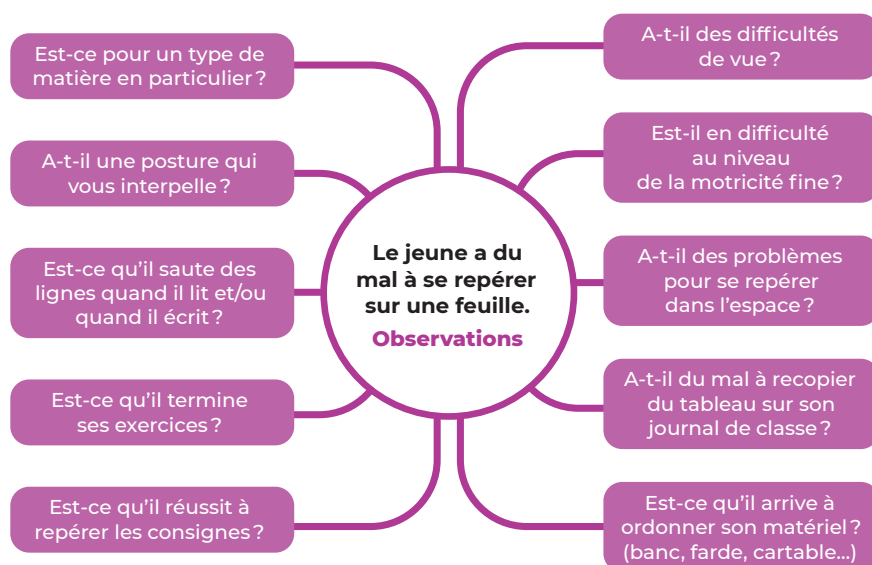 Est-ce pour un type de
matière en particulier ?
A-t-il une posture qui
vous interpelle ?
Est-ce qu’il saute des
lignes quand il lit et/ou
quand il écrit ?
Est-ce qu’il termine
ses exercices ?
Est-ce qu’il réussit à
repérer les consignes ?
Le jeune a du
mal à se repérer
sur une feuille.
Observations
A-t-il des difficultés
de vue ?
Est-il en difficulté
au niveau
de la motricité fine ?
A-t-il des problèmes
pour se repérer
dans l’espace ?
A-t-il du mal à recopier
du tableau sur son
journal de classe ?
Est-ce qu’il arrive à
ordonner son matériel ?
(banc, farde, cartable...)